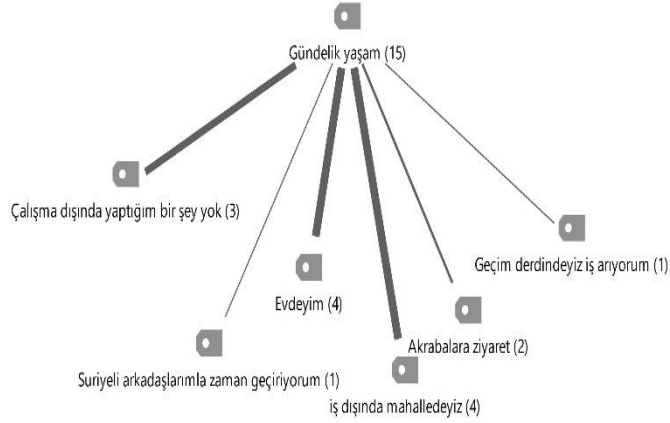 Gündelik yaşam (15)
Çalışma dışında yaptığım bir şey yok (3)
Geçim derdindeyiz iş arıyorum (1)
Evdeyim (4)
Akrabalara ziyaret (2)
Suriyeli arkadaşlarımla zaman geçiriyorum (1)
iş dışında mahalledeyiz (4)